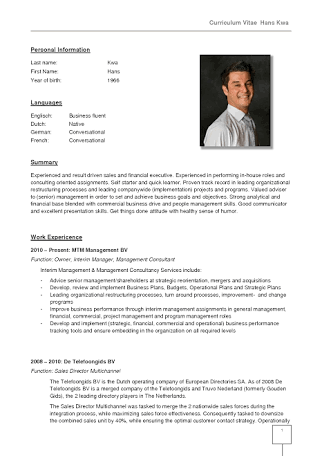 Curriculum Vitae Hans Kwa
Personal Information
Last name: Kwa
First Name: Hans
Year of birth: 1966
Languages
Englisch: Business fluent
Dutch: Native
German: Conversational
French: Conversational
Summary
Experienced and result driven sales and financial executive. Experienced in performing in-house roles and
consulting oriented assignments. Self starter and quick learner. Proven track record in leading organizational
restructuring processes and leading companywide (implementation) projects and programs. Valued adviser
to (senior) management in order to set and achieve business goals and objectives. Strong analytical and
financial base blended with commercial business drive and people management skills. Good communicator
and excellent presentation skills. Get things done attitude with healthy sense of humor.
Work Experience
2010 – Present: MTM Management BV
Function: Owner, Interim Manager, Management Consultant
Interim Management & Management Consultancy Services include:
- Advice senior management/shareholders at strategic reorientation, mergers and acquisitions
- Develop, review and implement Business Plans, Budgets, Operational Plans and Strategic Plans
- Leading organizational restructuring processes, turn around processes, improvement- and change
programs
- Improve business performance through interim management assignments in general management,
financial, commercial, project management and program management roles
- Develop and implement (strategic, financial, commercial and operational) business performance
tracking tools and ensure embedding in the organization on all required levels
2008 – 2010: De Telefoongids BV
Function: Sales Director Multichannel
The Telefoongids BV is the Dutch operating company of European Directories SA. As of 2008 De
Telefoongids BV is a merged company of the Telefoongids and Truvo Nederland (formerly Gouden
Gids), the 2 leading directory players in The Netherlands.
The Sales Director Multichannel was tasked to merge the 2 nationwide sales forces during the
integration process, while maximizing sales force effectiveness. Consequently tasked to downsize
the combined sales unit by 40%, while ensuring the optimal customer contact strategy. Operationally